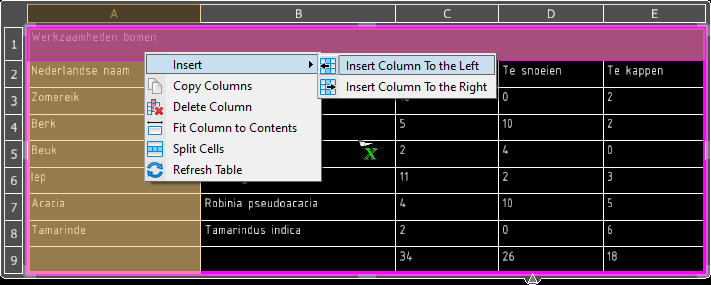 A B C D E
1 Werkzaamheden bomen
Insert Insert Column To the Left
2 Nederlandse naam Te snoeien Te kappen
Copy Columns Insert Column To the Right
3 Zomereik 0 2
Delete Column
4 Berk 5 10 2
Fit Column to Contents
5 Beuk 2 4 0
Split Cells
X
6 Iep 11 2 3
Refresh Table
7 Acacia Robinia pseudoacacia 4 10 5
8 Tamarinde Tamarindus indica 2 0 6
9 34 26 18